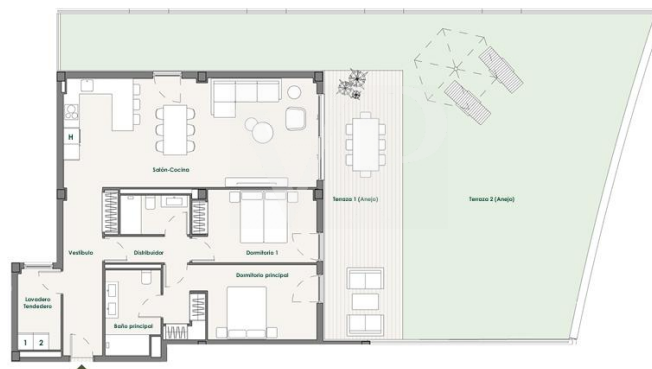 H
Salón-Cocina
Terraza 1 (Anejo)
Terraza 2 (Anejo)
Vestíbulo
Distribuidor
Dormitorio 1
Dormitorio principal
Lavadero
Tendedero
Baño principal
1 2